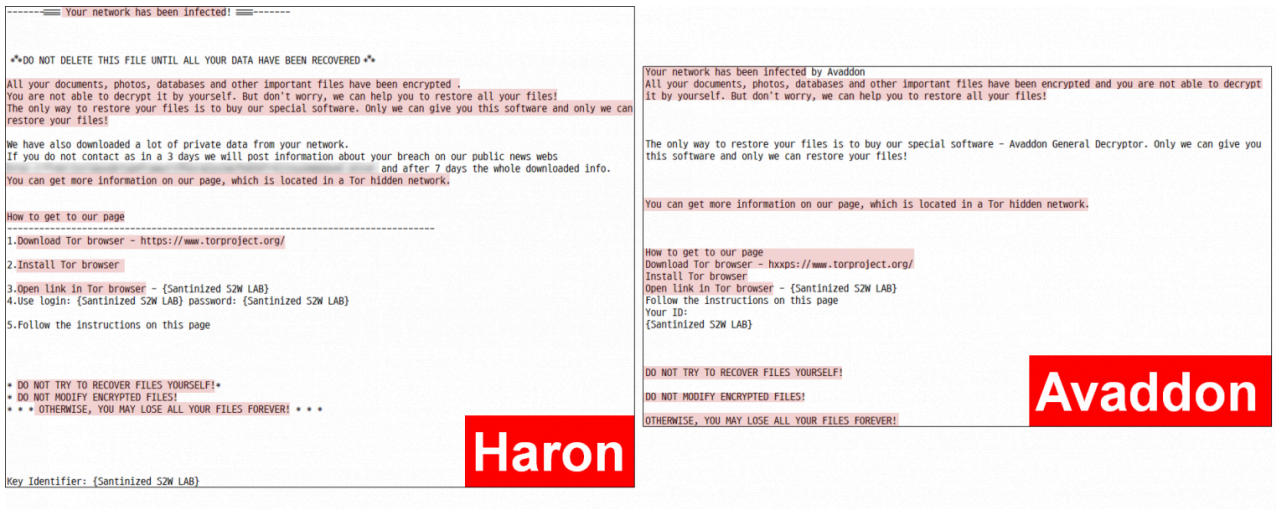 -------=== Your network has been infected! ===-------
*°*DO NOT DELETE THIS FILE UNTIL ALL YOUR DATA HAVE BEEN RECOVERED *°*
All your documents, photos, databases and other important files have been encrypted .
You are not able to decrypt it by yourself. But don't worry, we can help you to restore all your files!
The only way to restore your files is to buy our special software. Only we can give you this software and only we can
restore your files!
We have also downloaded a lot of private data from your network.
If you do not contact as in a 3 days we will post information about your breach on our public news webs
and after 7 days the whole downloaded info.
You can get more information on our page, which is located in a Tor hidden network.
How to get to our page
--------------------------------------------------------------------------------
1.Download Tor browser - https://www.torproject.org/
2.Install Tor browser
3.Open link in Tor browser - {Santinized S2W LAB}
4.Use login: {Santinized S2W LAB} password: {Santinized S2W LAB}
5.Follow the instructions on this page
* DO NOT TRY TO RECOVER FILES YOURSELF!*
* DO NOT MODIFY ENCRYPTED FILES!
* * * OTHERWISE, YOU MAY LOSE ALL YOUR FILES FOREVER! * * *
Haron
Key Identifier: {Santinized S2W LAB}
Your network has been infected by Avaddon
All your documents, photos, databases and other important files have been encrypted and you are not able to decrypt
it by yourself. But don't worry, we can help you to restore all your files!
The only way to restore your files is to buy our special software - Avaddon General Decryptor. Only we can give you
this software and only we can restore your files!
You can get more information on our page, which is located in a Tor hidden network.
How to get to our page
Download Tor browser - hxxps://www.torproject.org/
Install Tor browser
Open link in Tor browser - {Santinized S2W LAB}
Follow the instructions on this page
Your ID:
{Santinized S2W LAB}
DO NOT TRY TO RECOVER FILES YOURSELF!
DO NOT MODIFY ENCRYPTED FILES!
OTHERWISE, YOU MAY LOSE ALL YOUR FILES FOREVER!
Avaddon